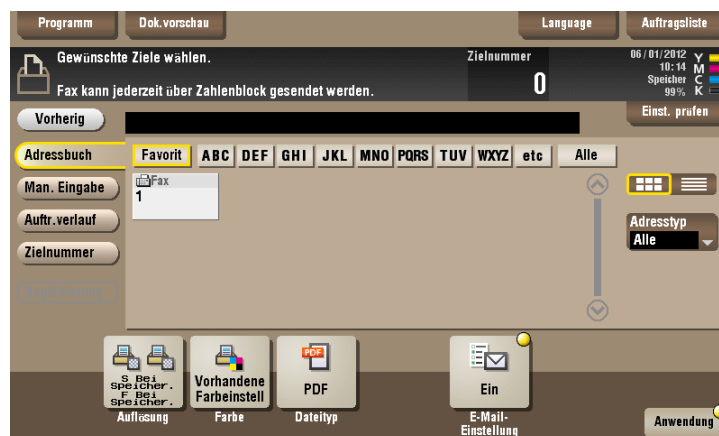 Programm
Dok.vorschau
Language
Auftragsliste
Gewünschte Ziele wählen.
Fax kann jederzeit über Zahlenblock gesendet werden.
Zielnummer
0
06/01/2012
10:14
Speicher
99%
Y
M
C
K
Vorherig
Einst. prüfen
Adressbuch
Favorit ABC DEF GHI JKL MNO PQRS TUV WXYZ etc Alle
Man. Eingabe
Fax
1
Auftr.verlauf
Adresstyp
Alle
Zielnummer
S Bei
Speicher.
F Bei
Speicher.
Auflösung
Vorhandene
Farbeinstell
Farbe
PDF
PDF
Dateityp
Ein
E-Mail-
Einstellung
Anwendung